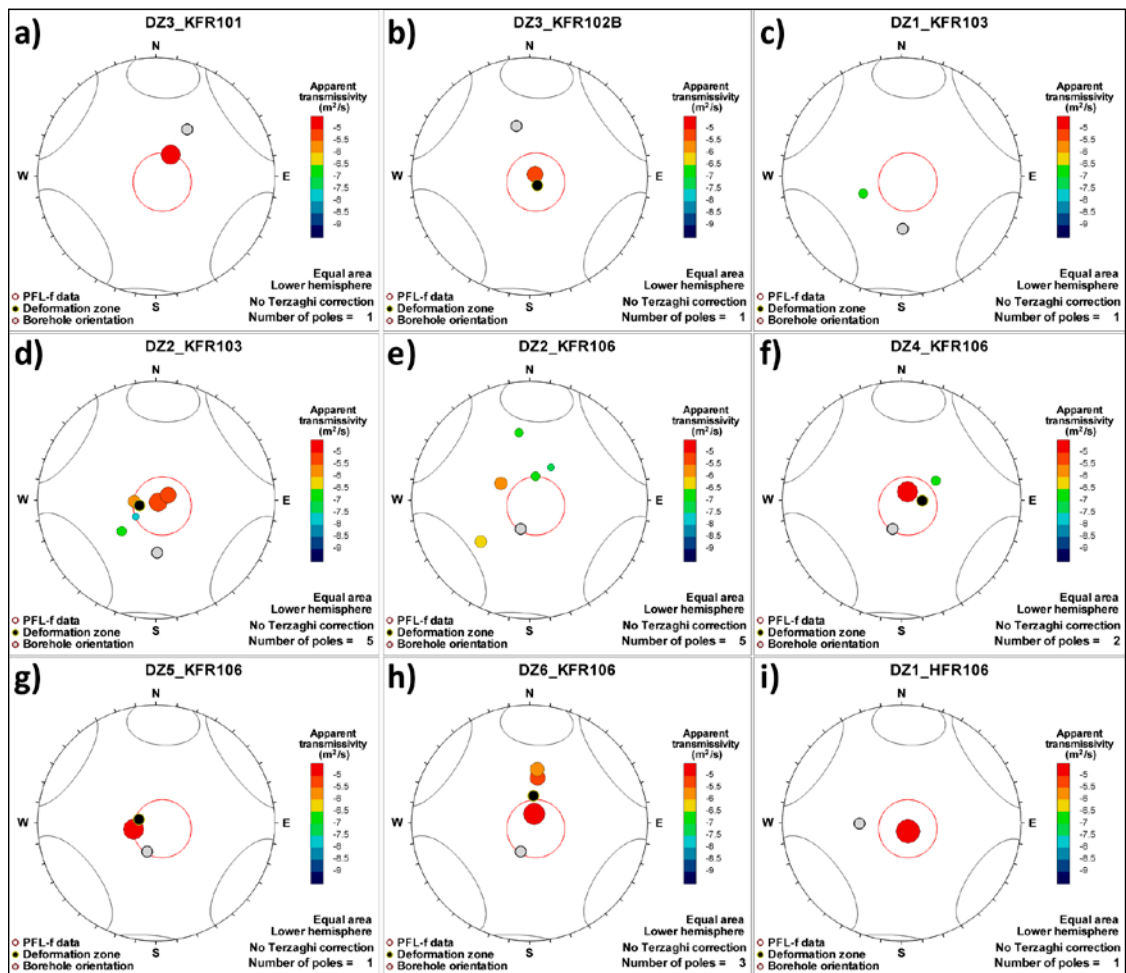 a)
DZ3_KFR101
N
W
E
S
Apparent
transmissivity
(m²/s)
-5
-5.5
-6
-6.5
-7
-7.5
-8
-8.5
-9
Equal area
Lower hemisphere
PFL-f data
No Terzaghi correction
Deformation zone
Number of poles = 1
Borehole orientation
b)
DZ3_KFR102B
N
W
E
S
Apparent
transmissivity
(m²/s)
-5
-5.5
-6
-6.5
-7
-7.5
-8
-8.5
-9
Equal area
Lower hemisphere
PFL-f data
No Terzaghi correction
Deformation zone
Number of poles = 1
Borehole orientation
c)
DZ1_KFR103
N
W
E
S
Apparent
transmissivity
(m²/s)
-5
-5.5
-6
-6.5
-7
-7.5
-8
-8.5
-9
Equal area
Lower hemisphere
PFL-f data
No Terzaghi correction
Deformation zone
Number of poles = 1
Borehole orientation
d)
DZ2_KFR103
N
W
E
S
Apparent
transmissivity
(m²/s)
-5
-5.5
-6
-6.5
-7
-7.5
-8
-8.5
-9
Equal area
Lower hemisphere
PFL-f data
No Terzaghi correction
Deformation zone
Number of poles = 5
Borehole orientation
e)
DZ2_KFR106
N
W
E
S
Apparent
transmissivity
(m²/s)
-5
-5.5
-6
-6.5
-7
-7.5
-8
-8.5
-9
Equal area
Lower hemisphere
PFL-f data
No Terzaghi correction
Deformation zone
Number of poles = 5
Borehole orientation
f)
DZ4_KFR106
N
W
E
S
Apparent
transmissivity
(m²/s)
-5
-5.5
-6
-6.5
-7
-7.5
-8
-8.5
-9
Equal area
Lower hemisphere
PFL-f data
No Terzaghi correction
Deformation zone
Number of poles = 2
Borehole orientation
g)
DZ5_KFR106
N
W
E
S
Apparent
transmissivity
(m²/s)
-5
-5.5
-6
-6.5
-7
-7.5
-8
-8.5
-9
Equal area
Lower hemisphere
PFL-f data
No Terzaghi correction
Deformation zone
Number of poles = 1
Borehole orientation
h)
DZ6_KFR106
N
W
E
S
Apparent
transmissivity
(m²/s)
-5
-5.5
-6
-6.5
-7
-7.5
-8
-8.5
-9
Equal area
Lower hemisphere
PFL-f data
No Terzaghi correction
Deformation zone
Number of poles = 3
Borehole orientation
i)
DZ1_HFR106
N
W
E
S
Apparent
transmissivity
(m²/s)
-5
-5.5
-6
-6.5
-7
-7.5
-8
-8.5
-9
Equal area
Lower hemisphere
PFL-f data
No Terzaghi correction
Deformation zone
Number of poles = 1
Borehole orientation